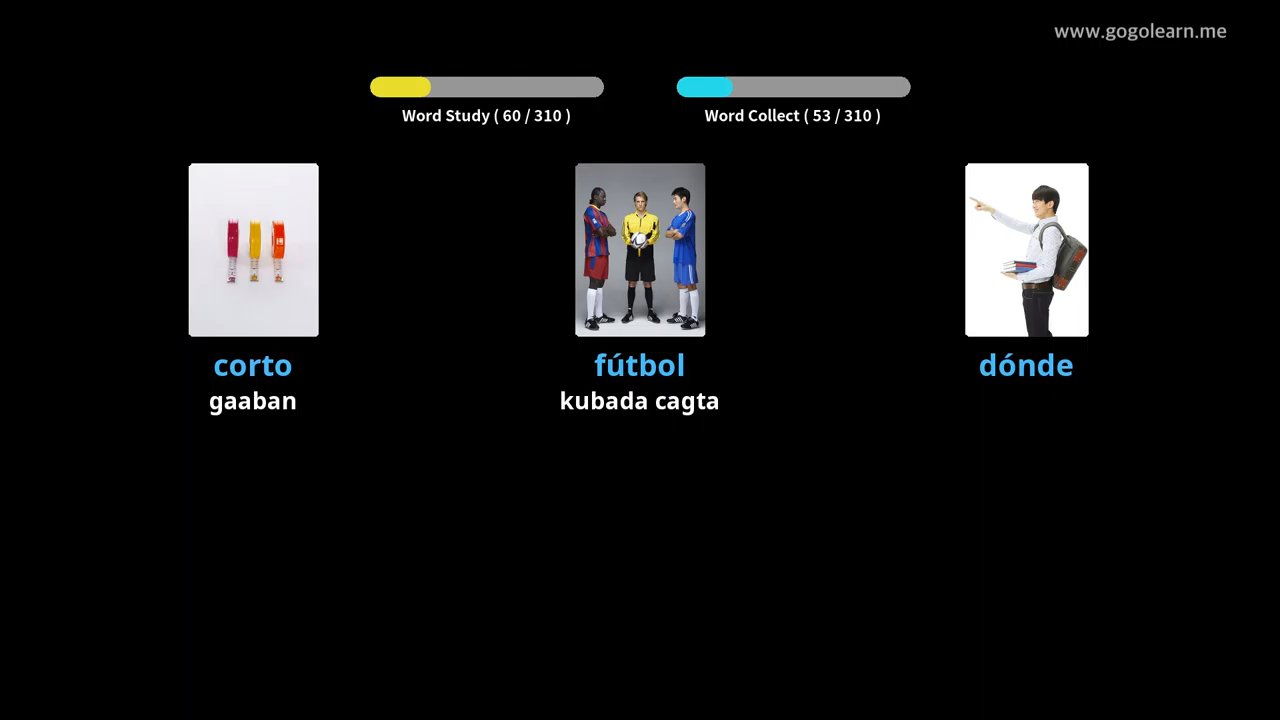 www.gogolearn.me
Word Study ( 60 / 310 )
Word Collect ( 53 / 310 )
corto
gaaban
fútbol
kubada cagta
dónde